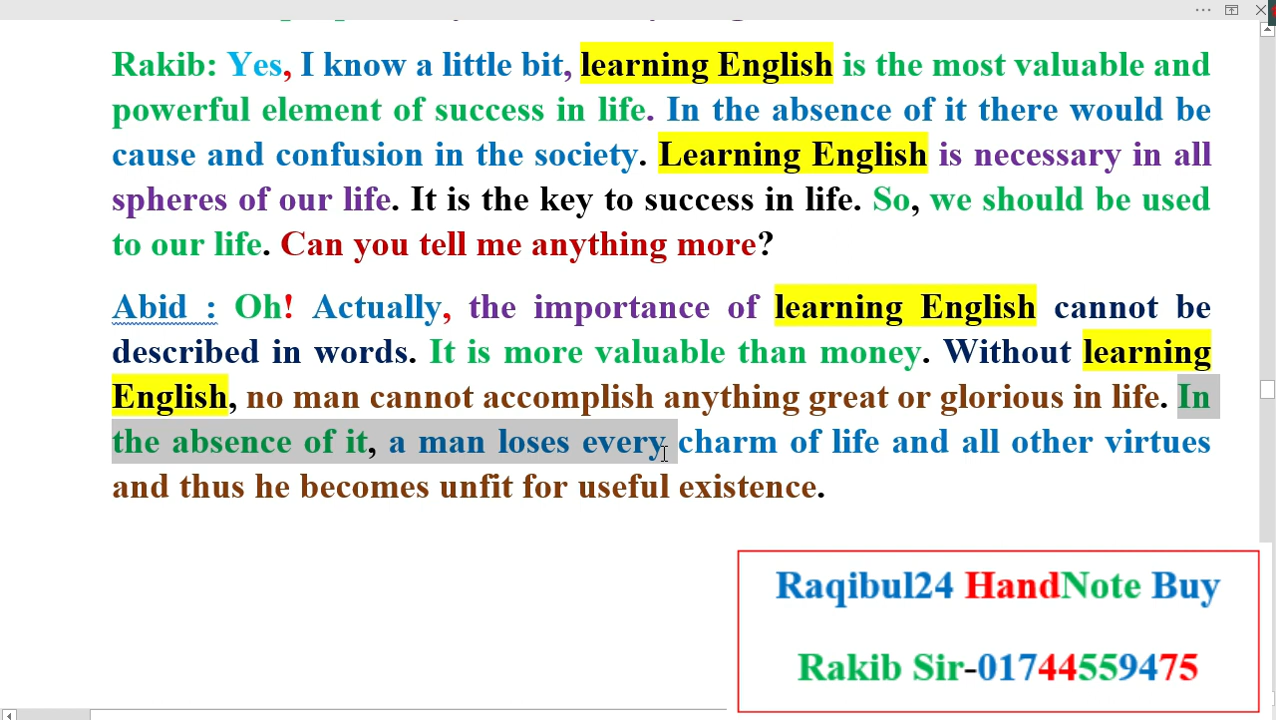 Rakib: Yes, I know a little bit, learning English is the most valuable and
powerful element of success in life. In the absence of it there would be
cause and confusion in the society. Learning English is necessary in all
spheres of our life. It is the key to success in life. So, we should be used
to our life. Can you tell me anything more?
Abid : Oh! Actually, the importance of learning English cannot be
described in words. It is more valuable than money. Without learning
English, no man cannot accomplish anything great or glorious in life. In
the absence of it, a man loses every charm of life and all other virtues
and thus he becomes unfit for useful existence.
Raqibul24 HandNote Buy
Rakib Sir-01744559475